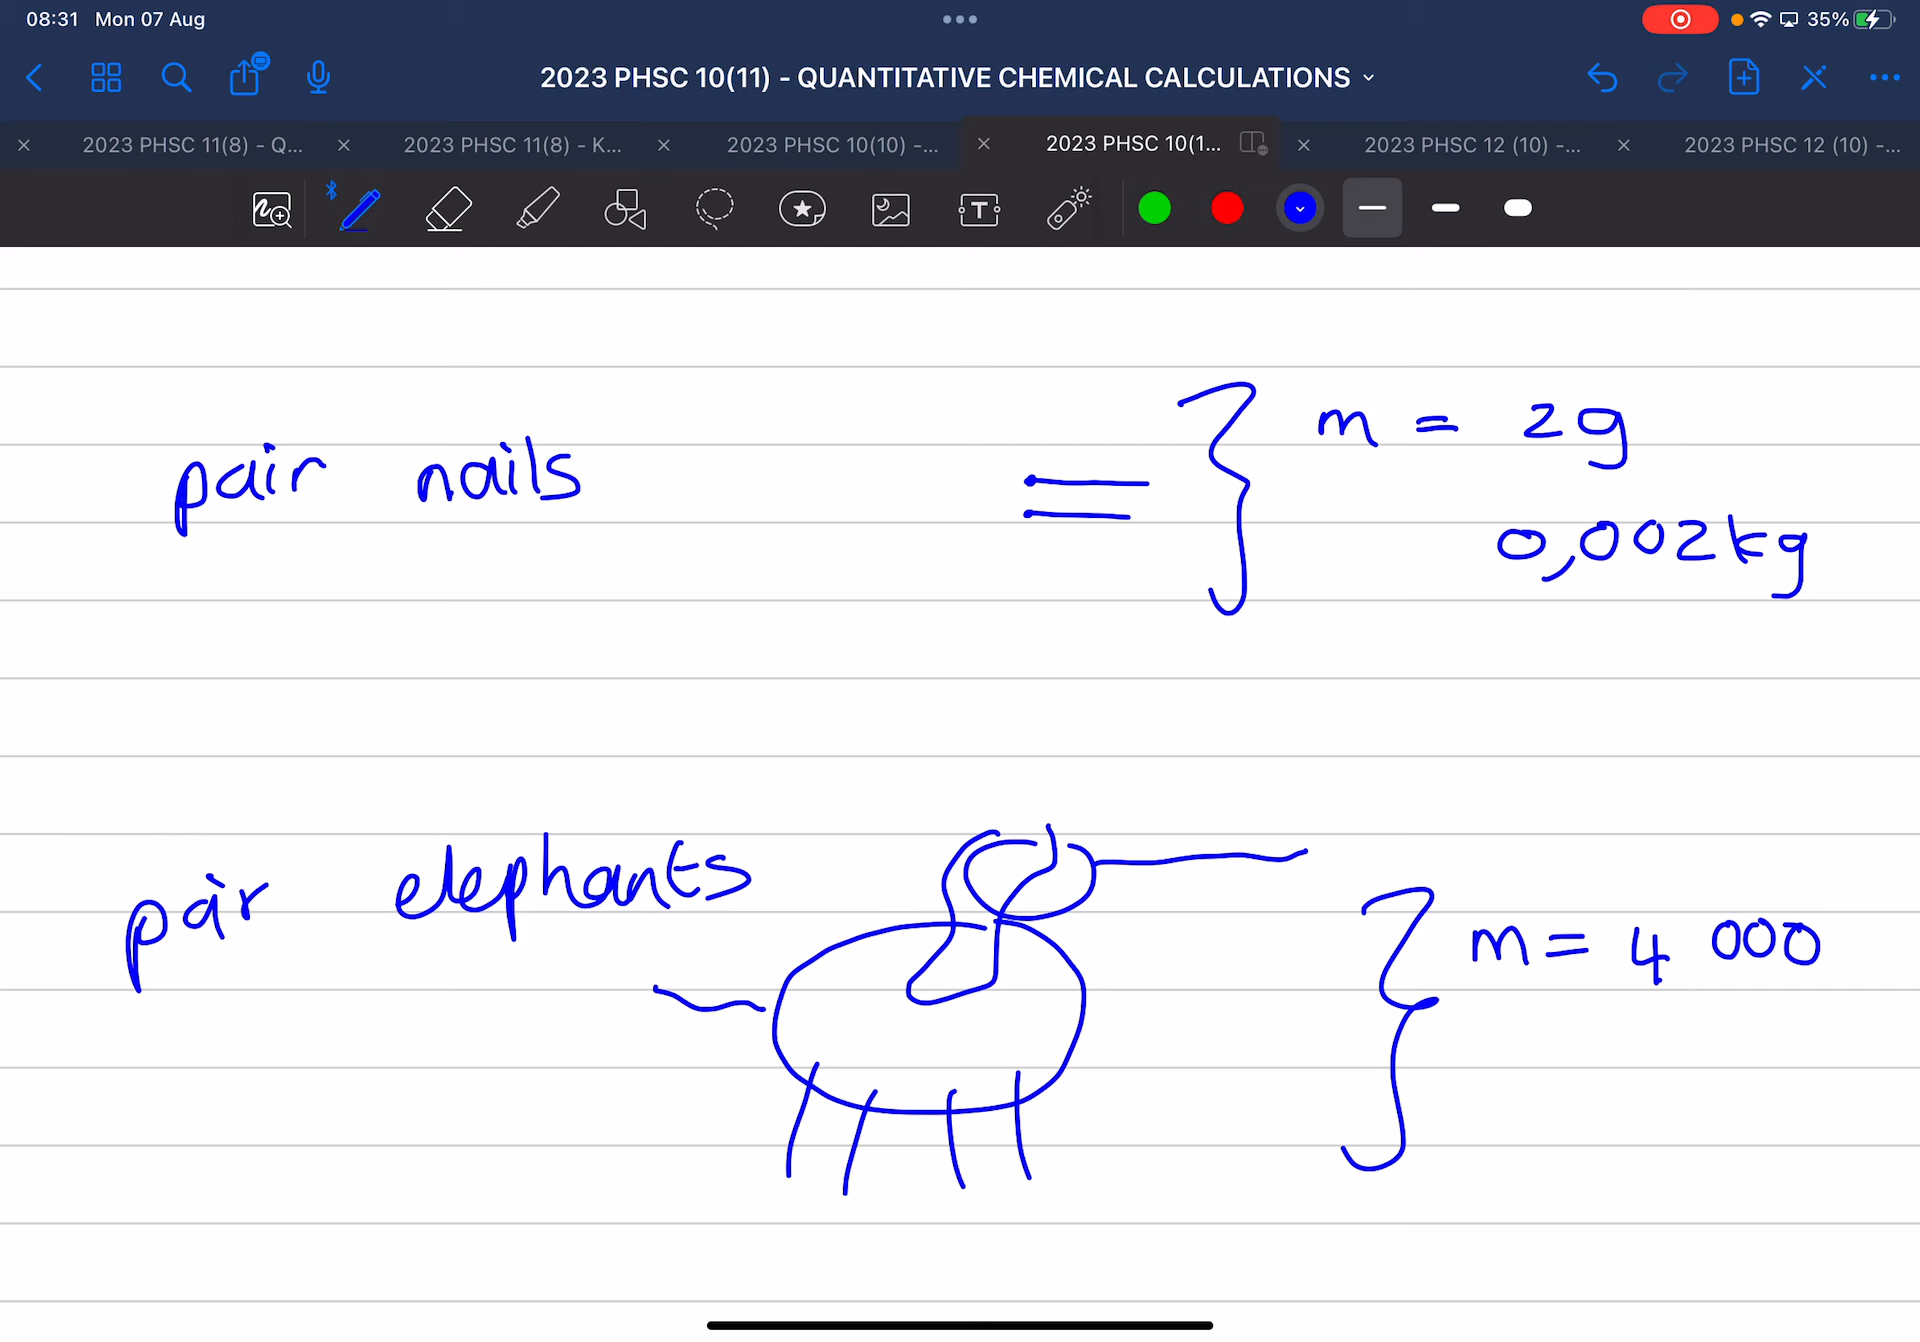 08:31 Mon 07 Aug
35%
2023 PHSC 10(11) - QUANTITATIVE CHEMICAL CALCULATIONS
2023 PHSC 11(8) - Q... 2023 PHSC 11(8) - K... 2023 PHSC 10(10) -... 2023 PHSC 10(1... 2023 PHSC 12 (10) -... 2023 PHSC 12 (10) -...
T
pair nails = } m = 2g
0,002kg
pair elephants } m = 4 000